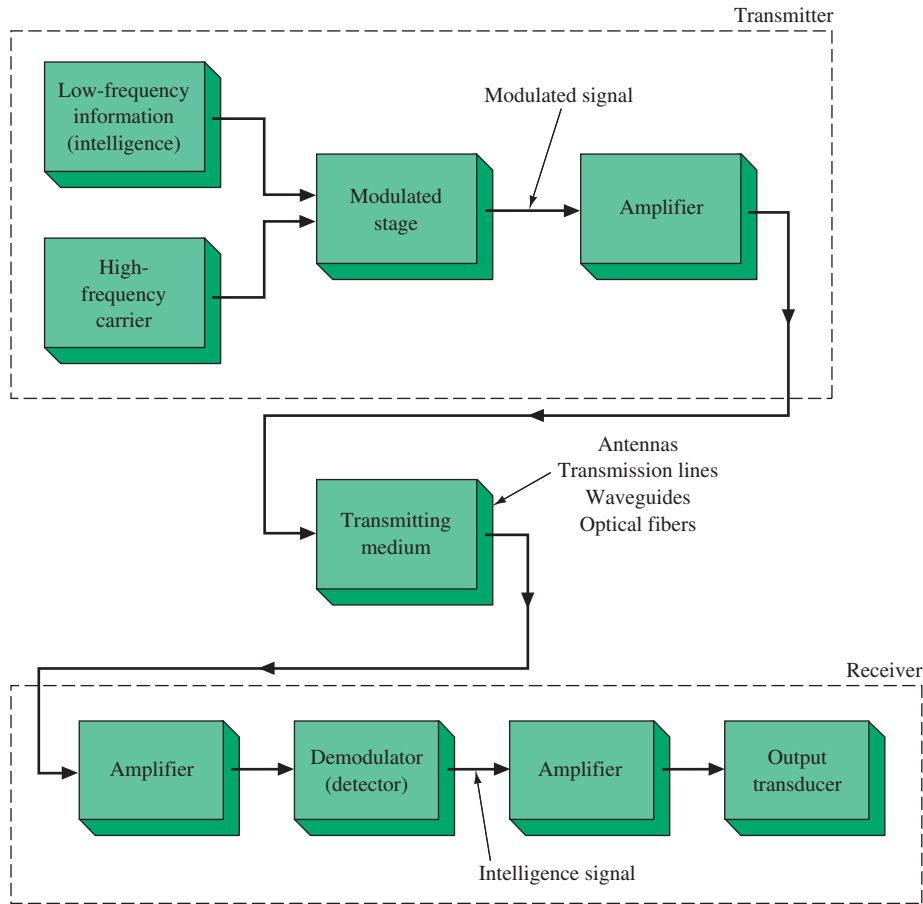 Transmitter
Low-frequency
information
(intelligence)
High-
frequency
carrier
Modulated
stage
Modulated signal
Amplifier
Antennas
Transmission lines
Waveguides
Optical fibers
Transmitting
medium
Receiver
Amplifier
Demodulator
(detector)
Intelligence signal
Amplifier
Output
transducer